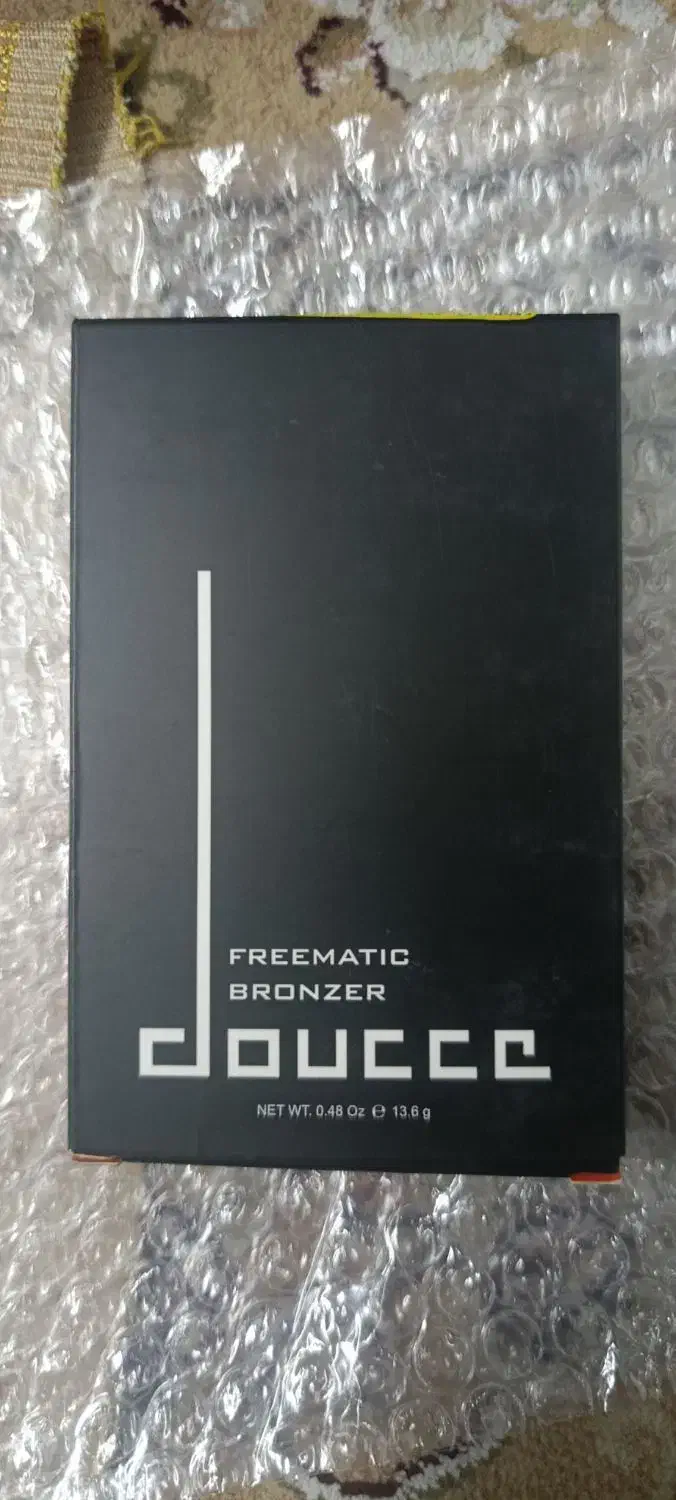 FREEMATIC
BRONZER
doucce
NET WT. 0.48 Oz ℮ 13.6 g